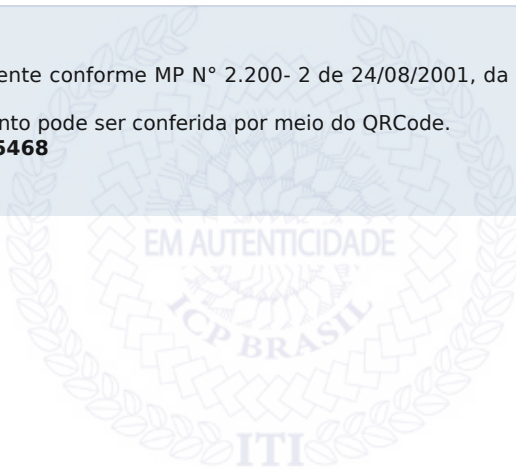 ente conforme MP N° 2.200- 2 de 24/08/2001, da
nto pode ser conferida por meio do QRCode.
5468
EM AUTENTICIDADE
ICP BRASIL
ITI